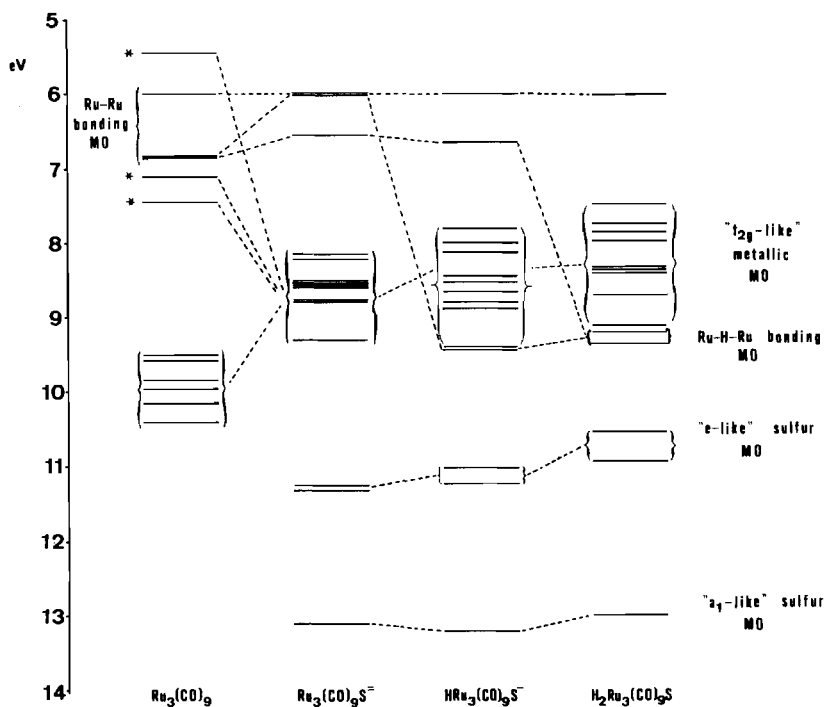 5
eV
*
Ru-Ru
bonding
MO
6
7
*
*
8
9
10
11
12
13
14
"t₂g-like"
metallic
MO
Ru-H-Ru bonding
MO
"e-like" sulfur
MO
"a₁-like" sulfur
MO
Ru₃(CO)₉
Ru₃(CO)₉S⁼
HRu₃(CO)₉S⁻
H₂Ru₃(CO)₉S